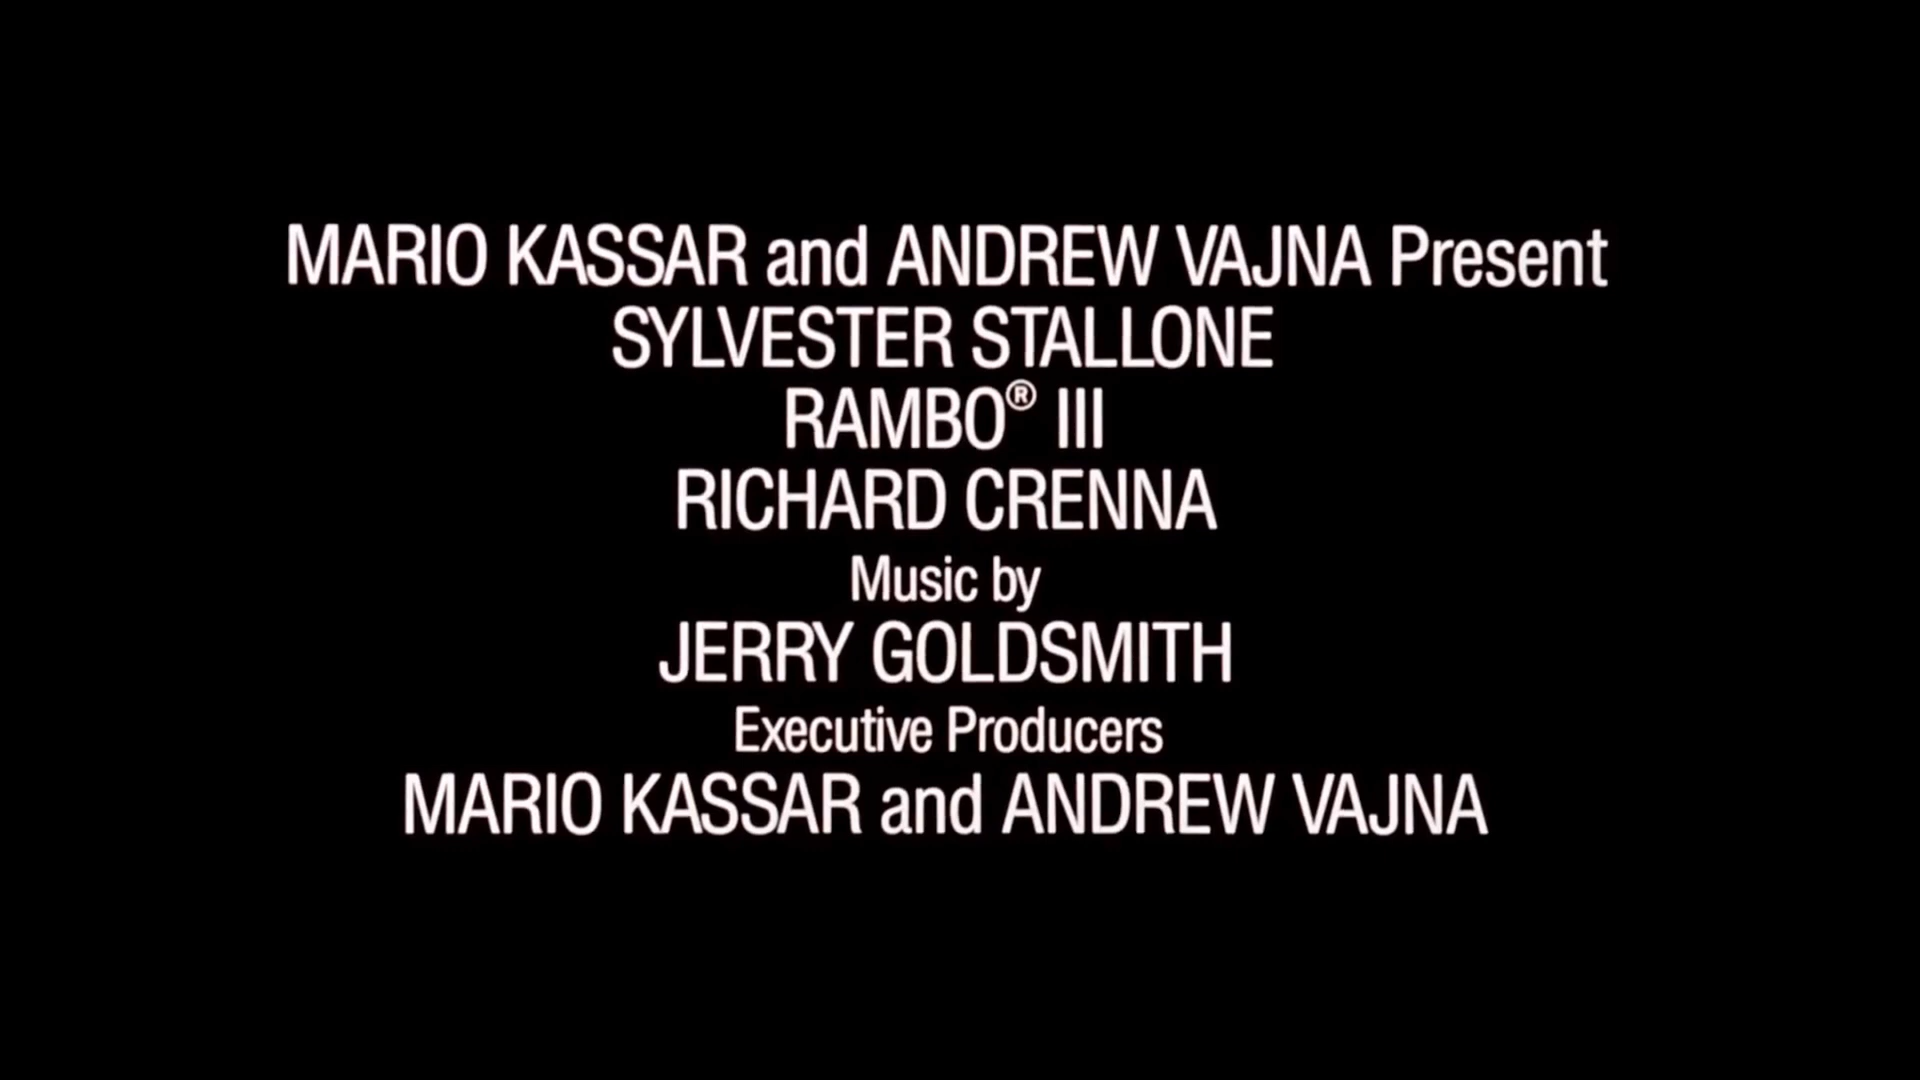 MARIO KASSAR and ANDREW VAJNA Present
SYLVESTER STALLONE
RAMBO® III
RICHARD CRENNA
Music by
JERRY GOLDSMITH
Executive Producers
MARIO KASSAR and ANDREW VAJNA